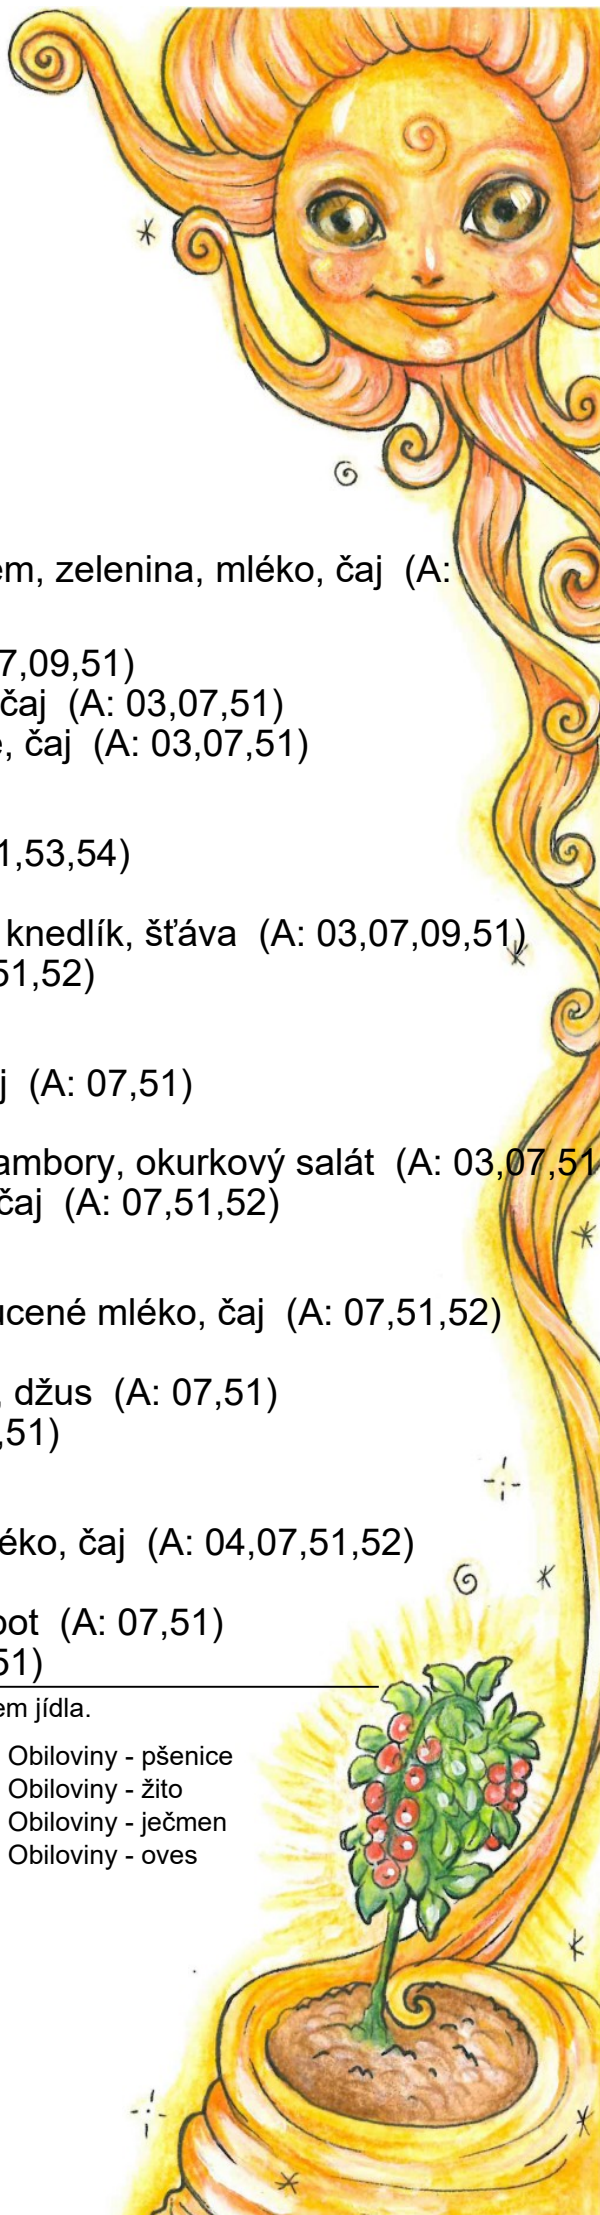 em, zelenina, mléko, čaj (A:
7,09,51)
čaj (A: 03,07,51)
e, čaj (A: 03,07,51)
1,53,54)
knedlík, šťáva (A: 03,07,09,51)
51,52)
j (A: 07,51)
ambory, okurkový salát (A: 03,07,51
čaj (A: 07,51,52)
ucené mléko, čaj (A: 07,51,52)
, džus (A: 07,51)
,51)
éko, čaj (A: 04,07,51,52)
pot (A: 07,51)
51)
em jídla.
Obiloviny - pšenice
Obiloviny - žito
Obiloviny - ječmen
Obiloviny - oves